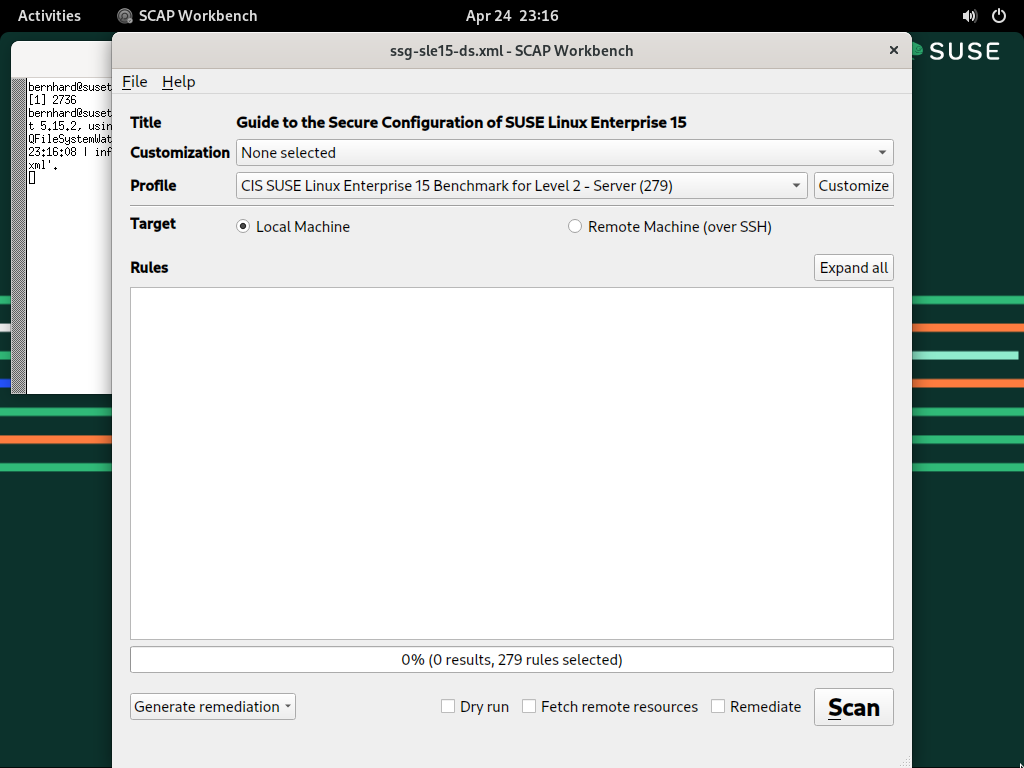 Activities SCAP Workbench Apr 24 23:16
SUSE
ssg-sle15-ds.xml - SCAP Workbench
File Help
bernhard@suset
[1] 2736
bernhard@suset
t 5.15.2, usin
QFileSystemWat
23:16:08 | inf
xml'.
Title Guide to the Secure Configuration of SUSE Linux Enterprise 15
Customization None selected
Profile CIS SUSE Linux Enterprise 15 Benchmark for Level 2 - Server (279) Customize
Target Local Machine Remote Machine (over SSH)
Rules Expand all
0% (0 results, 279 rules selected)
Generate remediation Dry run Fetch remote resources Remediate Scan